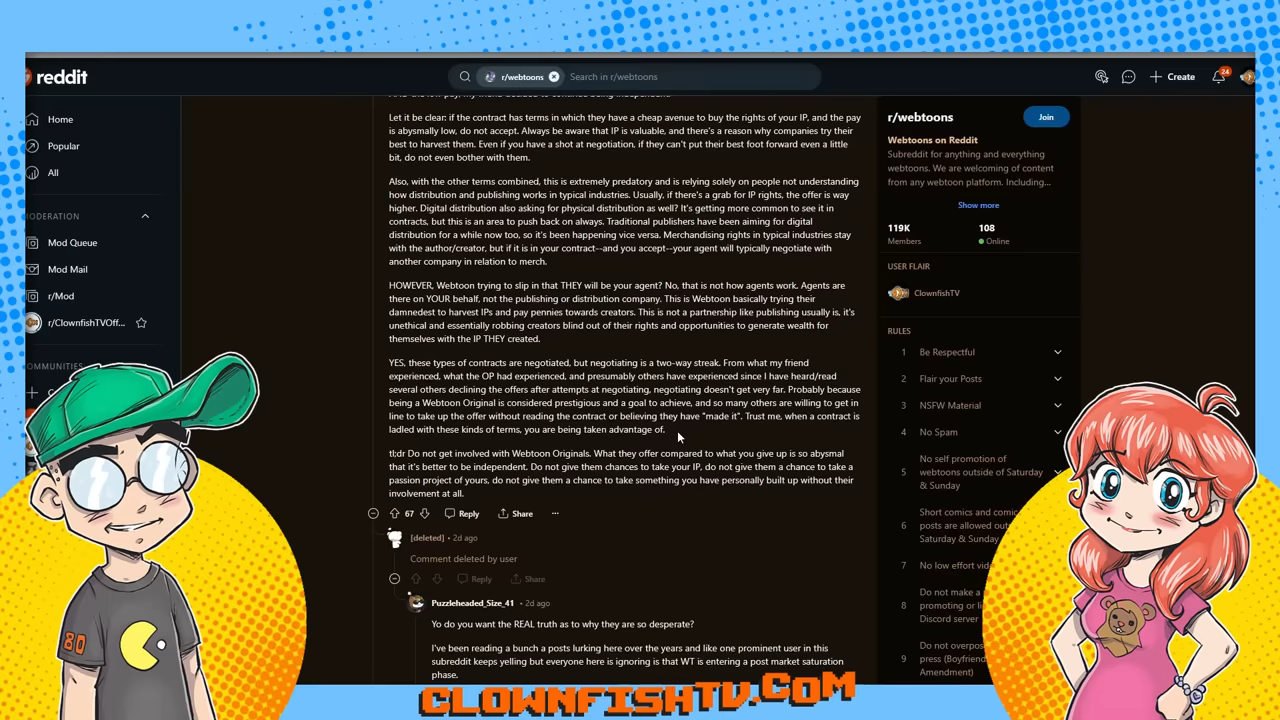 reddit
r/webtoons
Search in r/webtoons
Create
24
Home
Popular
All
MODERATION
Mod Queue
Mod Mail
r/Mod
r/ClownfishTVOff...
COMMUNITIES
Let it be clear: if the contract has terms in which they have a cheap avenue to buy the rights of your IP, and the pay
is abysmally low, do not accept. Always be aware that IP is valuable, and there's a reason why companies try their
best to harvest them. Even if you have a shot at negotiation, if they can't put their best foot forward even a little
bit, do not even bother with them.
Also, with the other terms combined, this is extremely predatory and is relying solely on people not understanding
how distribution and publishing works in typical industries. Usually, if there's a grab for IP rights, the offer is way
higher. Digital distribution also asking for physical distribution as well? It's getting more common to see it in
contracts, but this is an area to push back on always. Traditional publishers have been aiming for digital
distribution for a while now too, so it's been happening vice versa. Merchandising rights in typical industries stay
with the author/creator, but if it is in your contract--and you accept--your agent will typically negotiate with
another company in relation to merch.
HOWEVER, Webtoon trying to slip in that THEY will be your agent? No, that is not how agents work. Agents are
there on YOUR behalf, not the publishing or distribution company. This is Webtoon basically trying their
damnedest to harvest IPs and pay pennies towards creators. This is not a partnership like publishing usually is, it's
unethical and essentially robbing creators blind out of their rights and opportunities to generate wealth for
themselves with the IP THEY created.
YES, these types of contracts are negotiated, but negotiating is a two-way streak. From what my friend
experienced, what the OP had experienced, and presumably others have experienced since I have heard/read
several others declining the offers after attempts at negotiating, negotiating doesn't get very far. Probably because
being a Webtoon Original is considered prestigious and a goal to achieve, and so many others are willing to get in
line to take up the offer without reading the contract or believing they have "made it". Trust me, when a contract is
ladled with these kinds of terms, you are being taken advantage of.
tl:dr Do not get involved with Webtoon Originals. What they offer compared to what you give up is so abysmal
that it's better to be independent. Do not give them chances to take your IP, do not give them a chance to take a
passion project of yours, do not give them a chance to take something you have personally built up without their
involvement at all.
67 Reply Share ...
[deleted] • 2d ago
Comment deleted by user
Reply Share
Puzzleheaded_Size_41 • 2d ago
Yo do you want the REAL truth as to why they are so desperate?
I've been reading a bunch a posts lurking here over the years and like one prominent user in this
subreddit keeps yelling but everyone here is ignoring is that WT is entering a post market saturation
phase.
r/webtoons
Join
Webtoons on Reddit
Subreddit for anything and everything
webtoons. We are welcoming of content
from any webtoon platform. Including...
Show more
119K 108
Members Online
USER FLAIR
ClownfishTV
RULES
1 Be Respectful
2 Flair your Posts
3 NSFW Material
4 No Spam
5 No self promotion of
webtoons outside of Saturday
& Sunday
6 Short comics and comic
posts are allowed
Saturday & Sunday
7 No low effort
8 Do not make a
promoting or
Discord server
9 Do not
press (Boyfriend
Amendment)
80
CLOWNFISHTV.COM